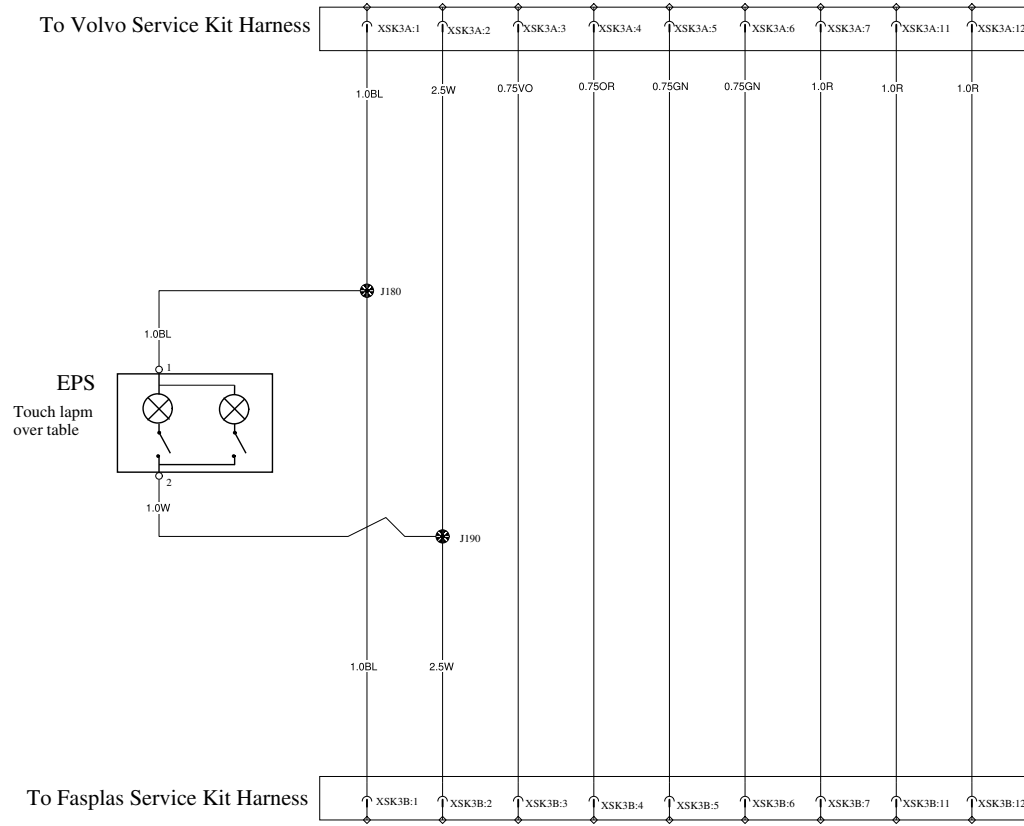 To Volvo Service Kit Harness
XSK3A:1
XSK3A:2
XSK3A:3
XSK3A:4
XSK3A:5
XSK3A:6
XSK3A:7
XSK3A:11
XSK3A:12
1.0BL
2.5W
0.75VO
0.75OR
0.75GN
0.75GN
1.0R
1.0R
1.0R
J180
1.0BL
1
EPS
Touch lapm
over table
2
1.0W
J190
1.0BL
2.5W
To Fasplas Service Kit Harness
XSK3B:1
XSK3B:2
XSK3B:3
XSK3B:4
XSK3B:5
XSK3B:6
XSK3B:7
XSK3B:11
XSK3B:12